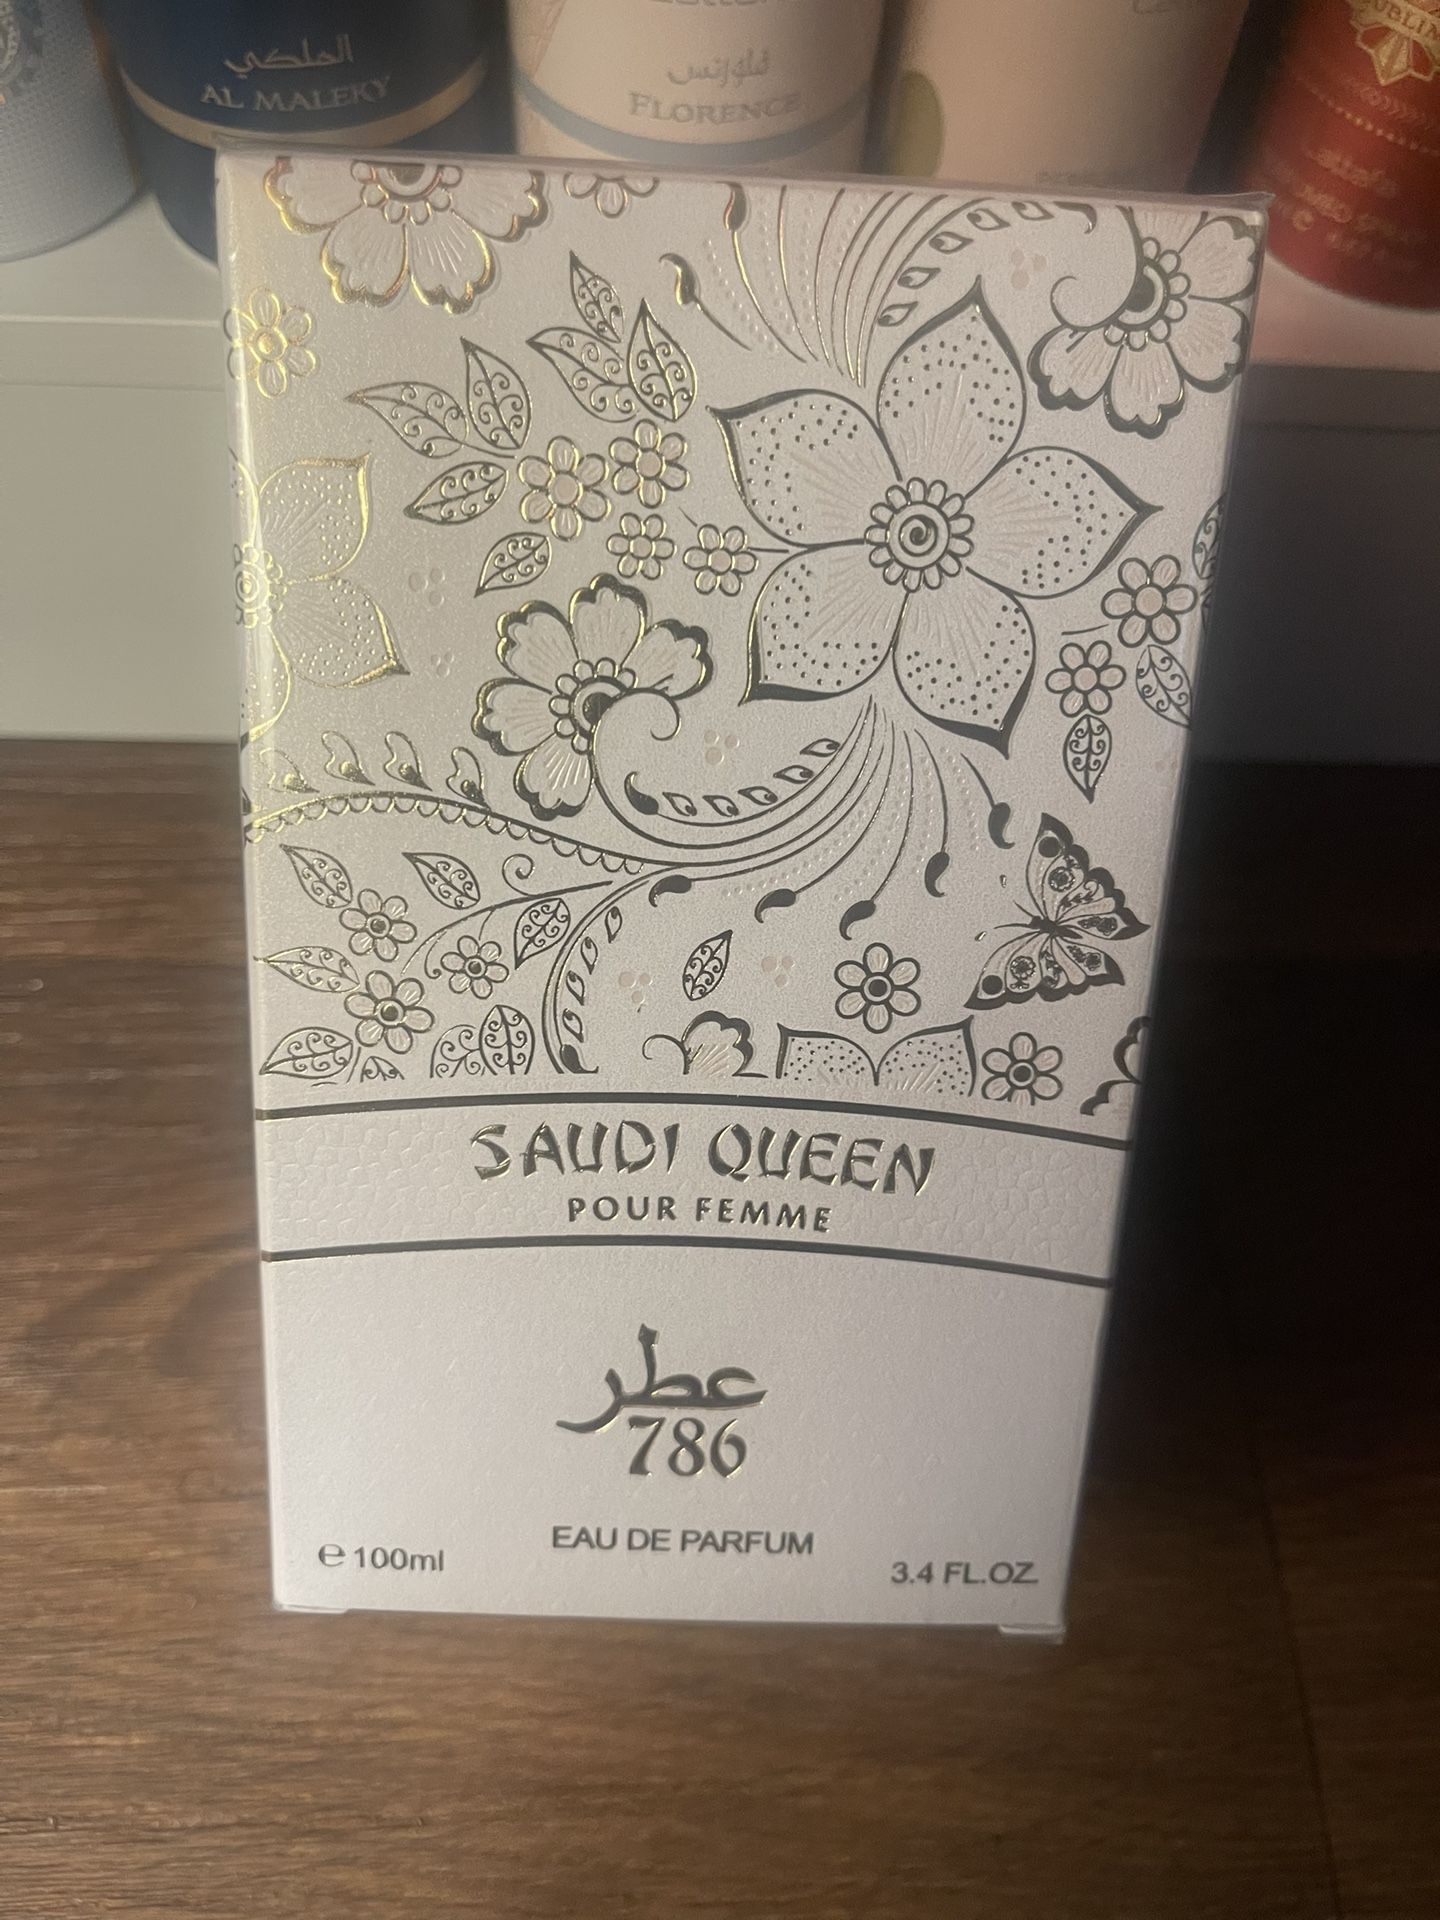 الملكي
AL MALEKY
فلورنس
FLORENCE
SAUDI QUEEN
POUR FEMME
عطر
786
EAU DE PARFUM
℮ 100ml
3.4 FL.OZ.